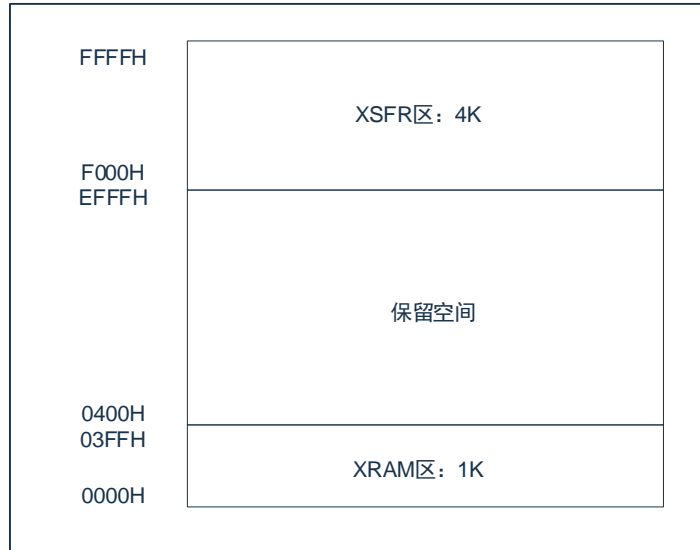 FFFFH
XSFR区：4K
F000H
EFFFH
保留空间
0400H
03FFH
XRAM区：1K
0000H